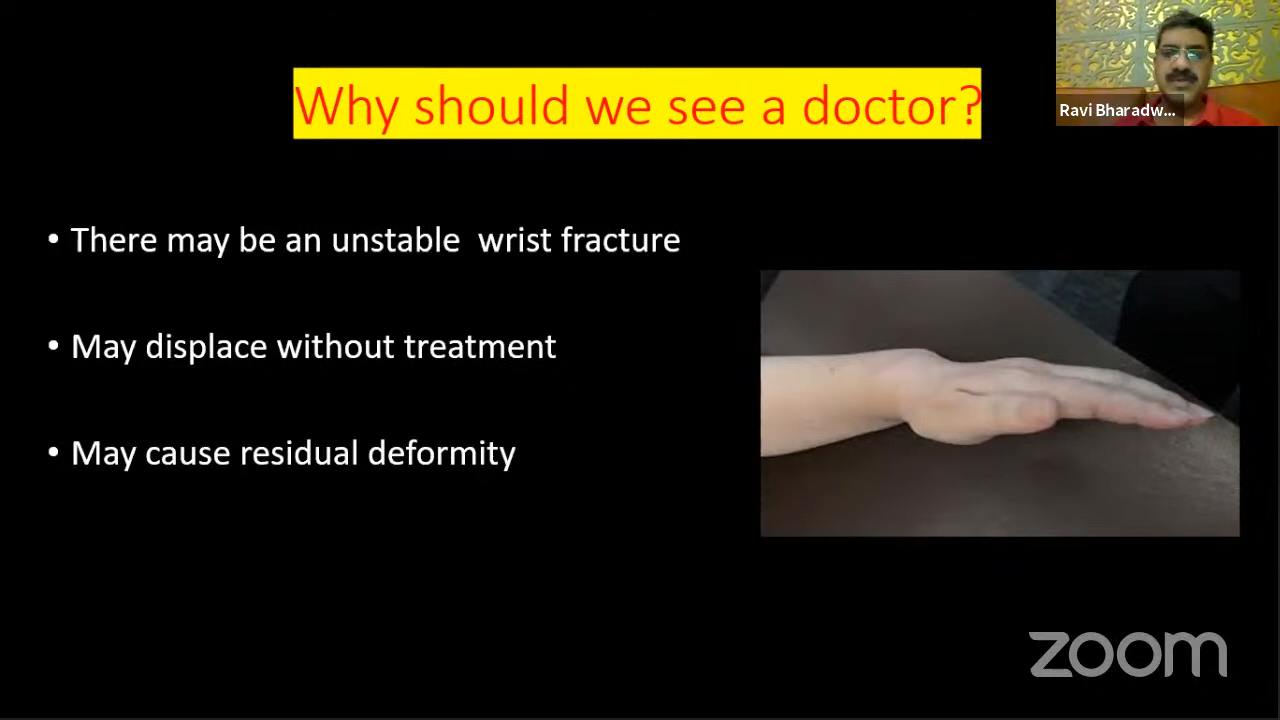 Why should we see a doctor?
Ravi Bharadw...
• There may be an unstable  wrist fracture
• May displace without treatment
• May cause residual deformity
zoom